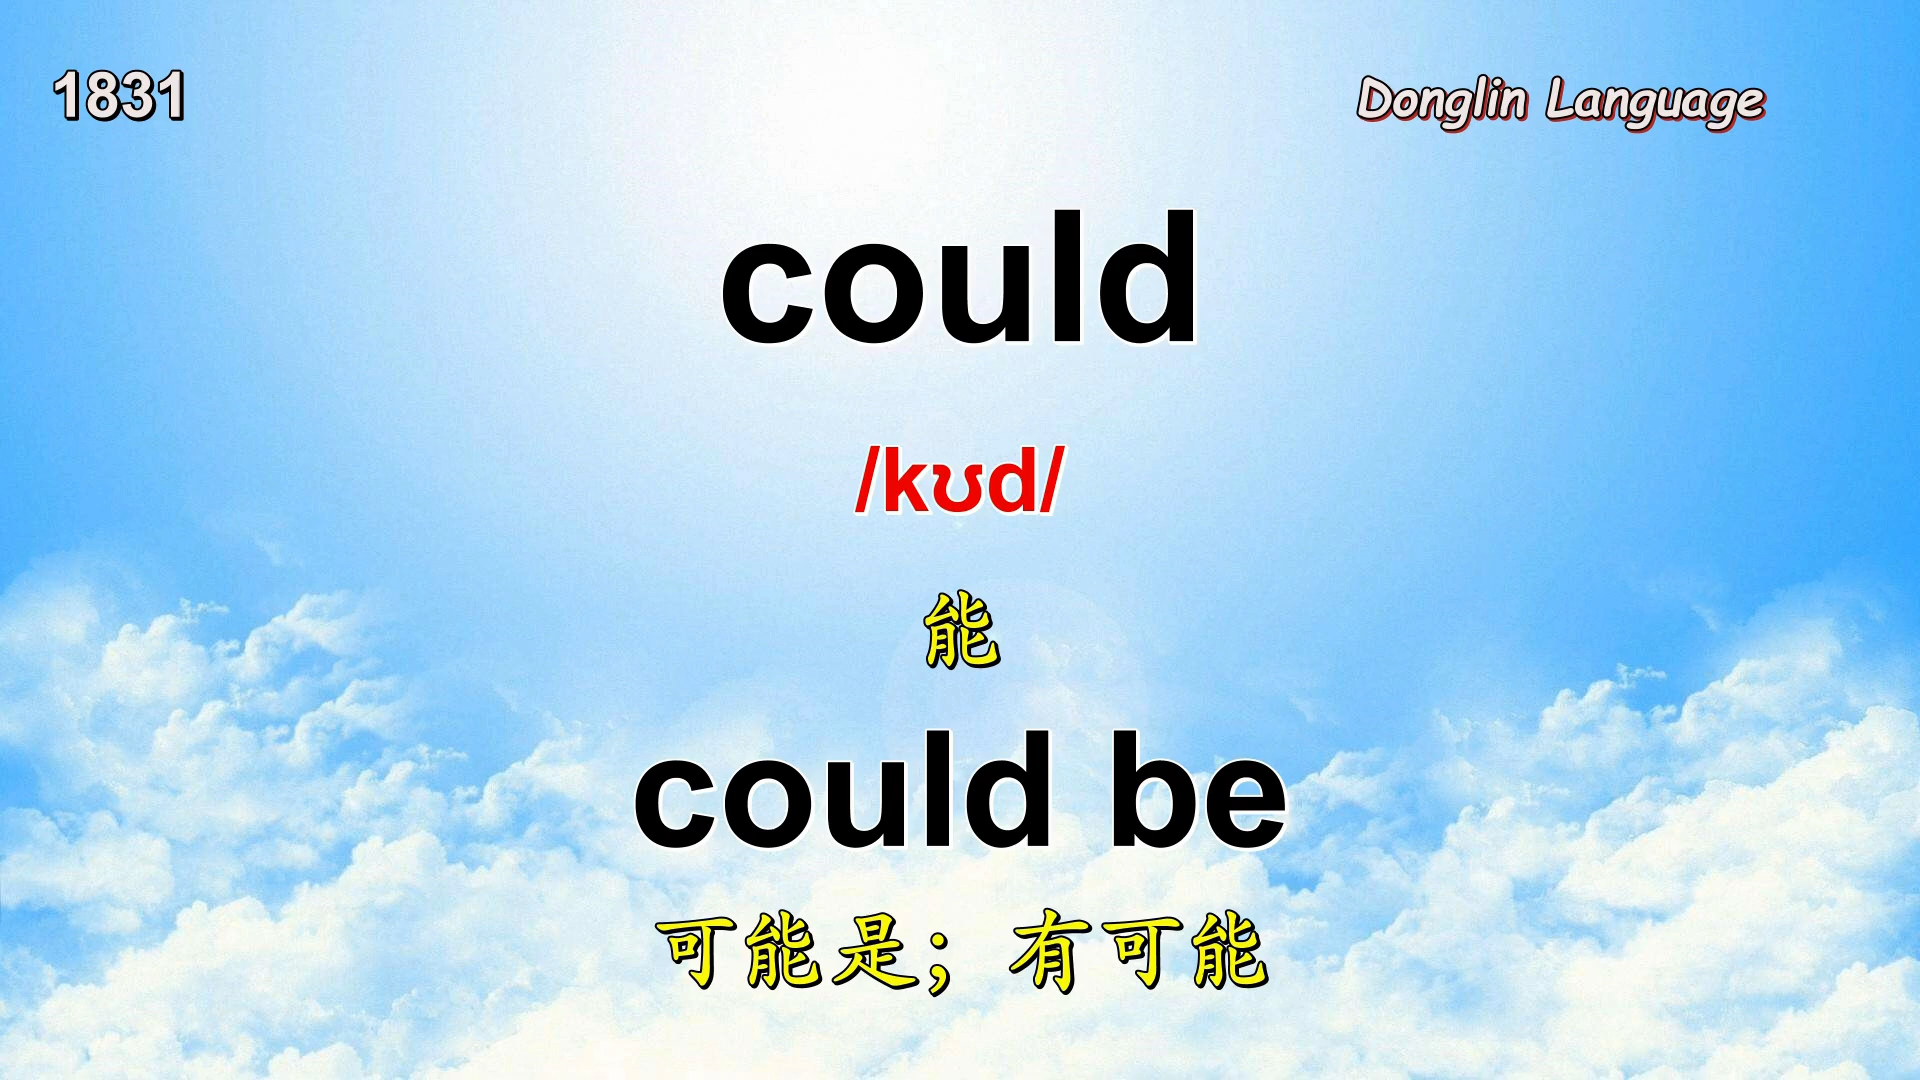 1831
Donglin Language
could
/kʊd/
能
could be
可能是；有可能